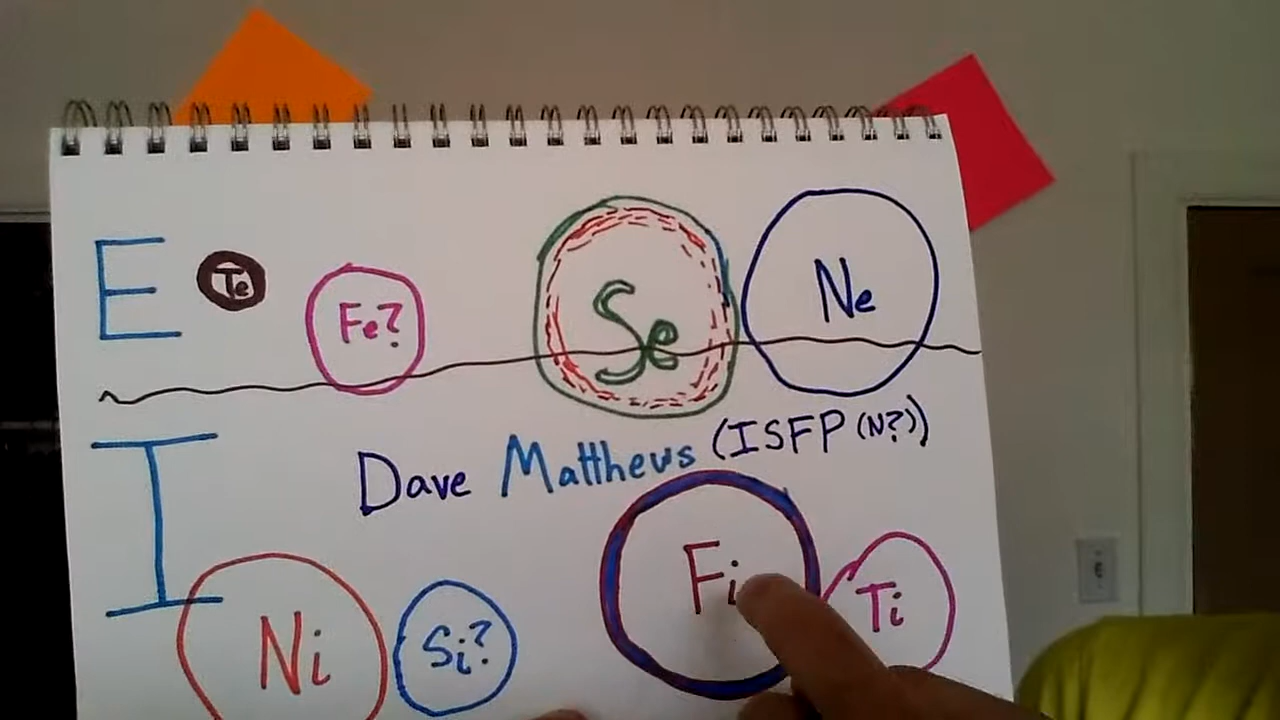 E Te Fe? Se Ne
Dave Matthews (ISFP (N?))
I Ni Si? Fi Ti